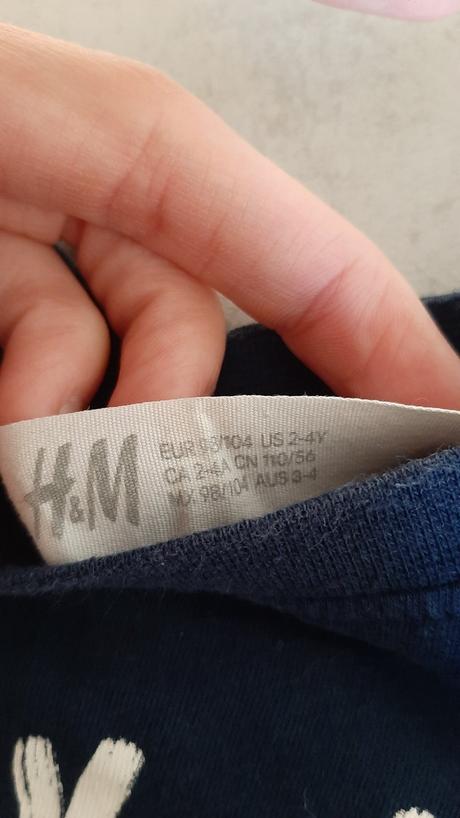 H&M
EUR 98/104 US 2-4Y
CA 2-4A CN 110/56
MX 98/104 AUS 3-4